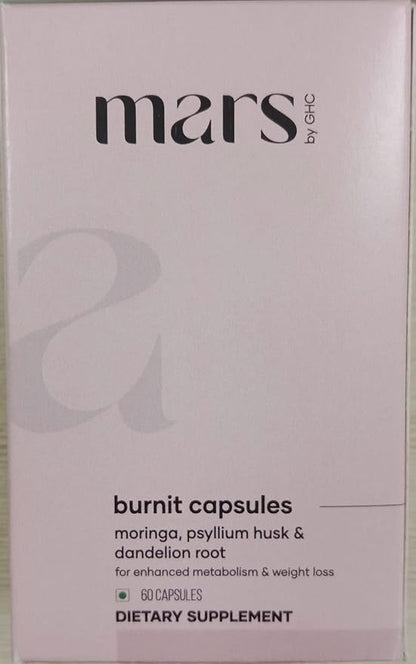 mars by GHC
a
burnit capsules
moringa, psyllium husk &
dandelion root
for enhanced metabolism & weight loss
60 CAPSULES
DIETARY SUPPLEMENT